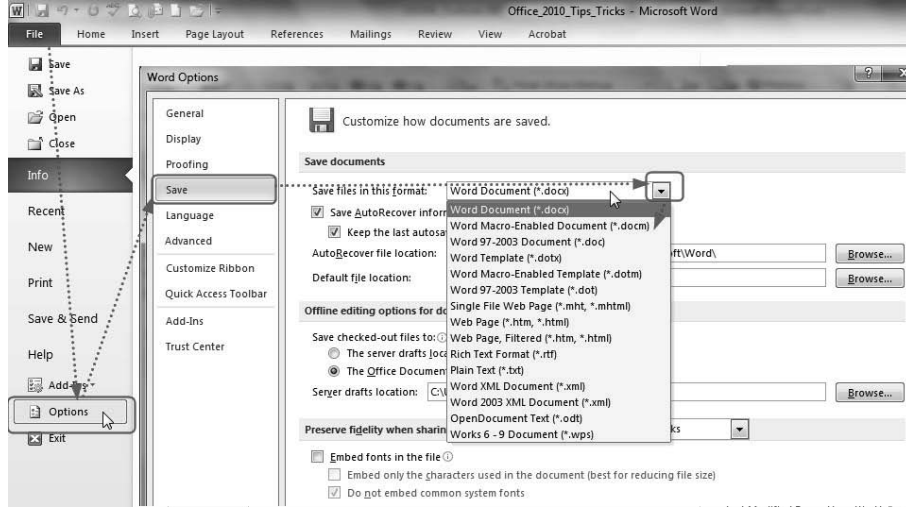 Office_2010_Tips_Tricks - Microsoft Word
File Home Insert Page Layout References Mailings Review View Acrobat
Save
Save As
Open
Close
Info
Recent
New
Print
Save & Send
Help
Add-Ins
Options
Exit
Word Options
General
Display
Proofing
Save
Language
Advanced
Customize Ribbon
Quick Access Toolbar
Add-Ins
Trust Center
Customize how documents are saved.
Save documents
Save files in this format: Word Document (*.docx)
Save AutoRecover
Keep the last
AutoRecover file location: \Word\ Browse...
Default file location: Browse...
Word Document (*.docx)
Word Macro-Enabled Document (*.docm)
Word 97-2003 Document (*.doc)
Word Template (*.dotx)
Word Macro-Enabled Template (*.dotm)
Word 97-2003 Template (*.dot)
Single File Web Page (*.mht, *.mhtml)
Web Page (*.htm, *.html)
Web Page, Filtered (*.htm, *.html)
Rich Text Format (*.rtf)
Plain Text (*.txt)
Word XML Document (*.xml)
Word 2003 XML Document (*.xml)
OpenDocument Text (*.odt)
Works 6 - 9 Document (*.wps)
Offline editing options for
Save checked-out files to:
The server drafts
The Office
Server drafts location: Browse...
Preserve fidelity when
Embed fonts in the file
Embed only the characters used in the document (best for reducing file size)
Do not embed common system fonts